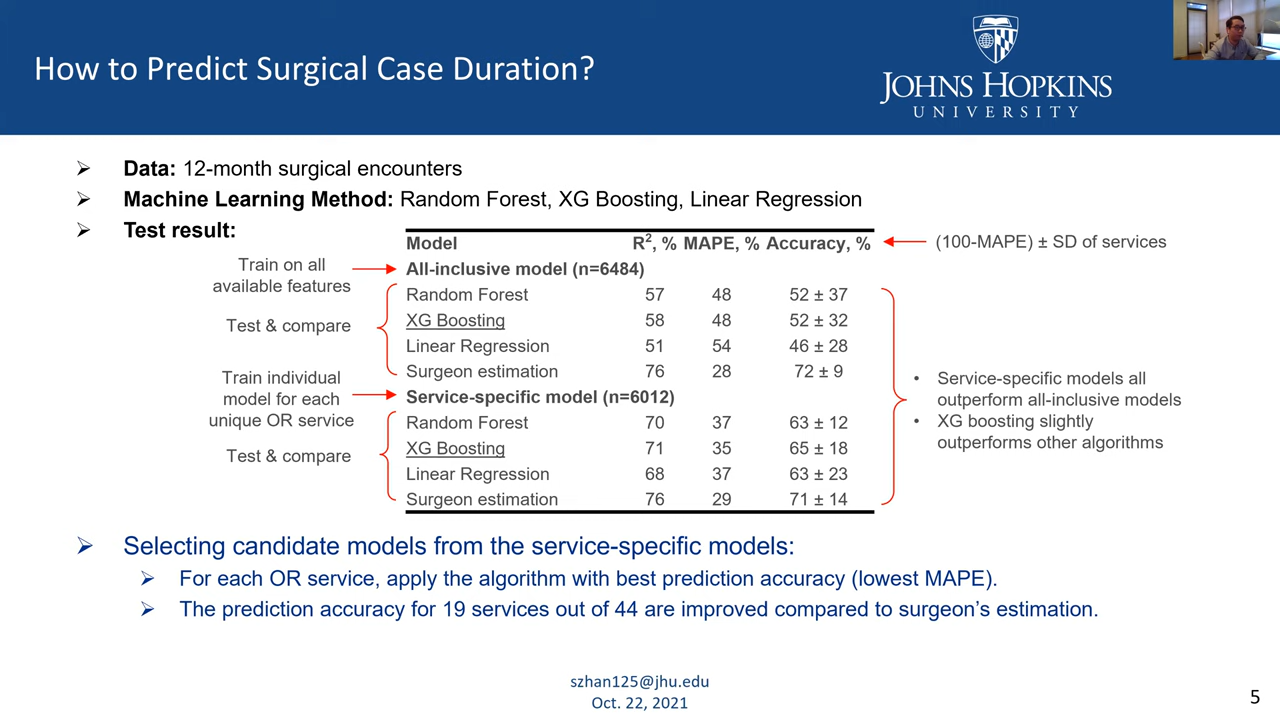 How to Predict Surgical Case Duration?
JOHNS HOPKINS
UNIVERSITY
➢ Data: 12-month surgical encounters
➢ Machine Learning Method: Random Forest, XG Boosting, Linear Regression
➢ Test result:
Train on all
available features
Test & compare
Train individual
model for each
unique OR service
Test & compare
Model R², % MAPE, % Accuracy, %
All-inclusive model (n=6484)
Random Forest 57 48 52 ± 37
XG Boosting 58 48 52 ± 32
Linear Regression 51 54 46 ± 28
Surgeon estimation 76 28 72 ± 9
Service-specific model (n=6012)
Random Forest 70 37 63 ± 12
XG Boosting 71 35 65 ± 18
Linear Regression 68 37 63 ± 23
Surgeon estimation 76 29 71 ± 14
(100-MAPE) ± SD of services
• Service-specific models all
outperform all-inclusive models
• XG boosting slightly
outperforms other algorithms
➢ Selecting candidate models from the service-specific models:
➢ For each OR service, apply the algorithm with best prediction accuracy (lowest MAPE).
➢ The prediction accuracy for 19 services out of 44 are improved compared to surgeon's estimation.
szhan125@jhu.edu
Oct. 22, 2021
5